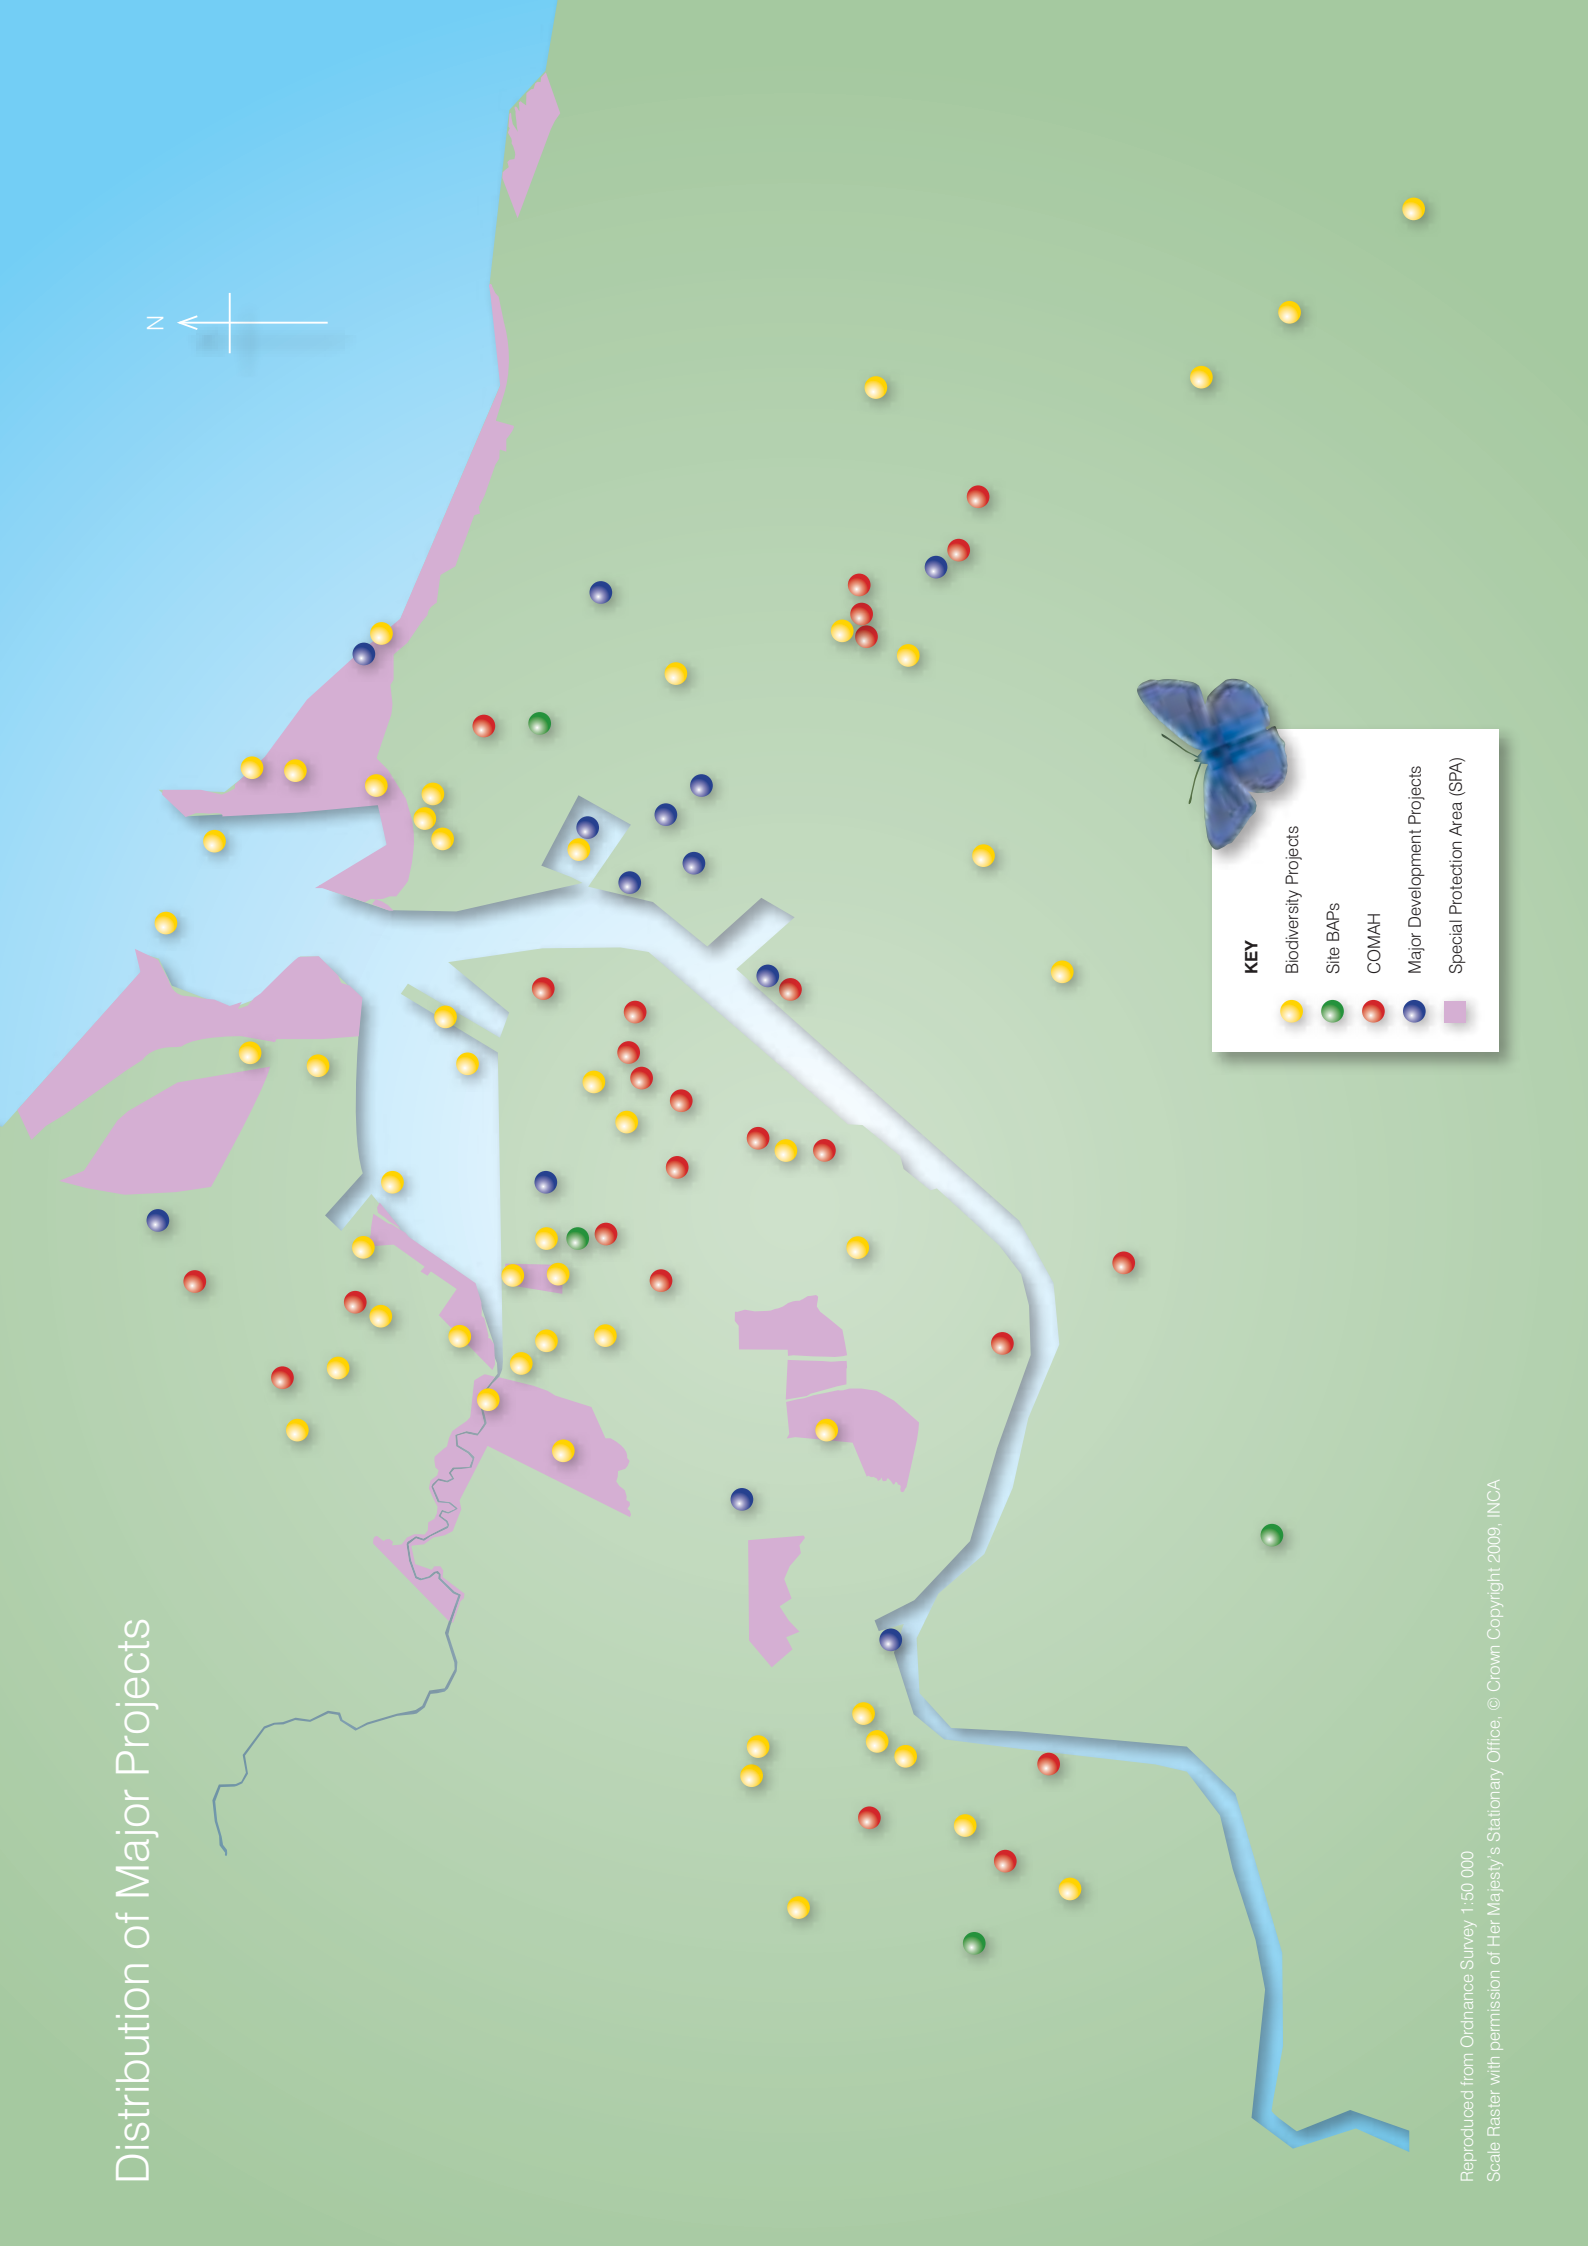 Distribution of Major Projects
N
KEY
Biodiversity Projects
Site BAPs
COMAH
Major Development Projects
Special Protection Area (SPA)
Reproduced from Ordnance Survey 1:50 000
Scale Raster with permission of Her Majesty's Stationary Office, © Crown Copyright 2009, INCA